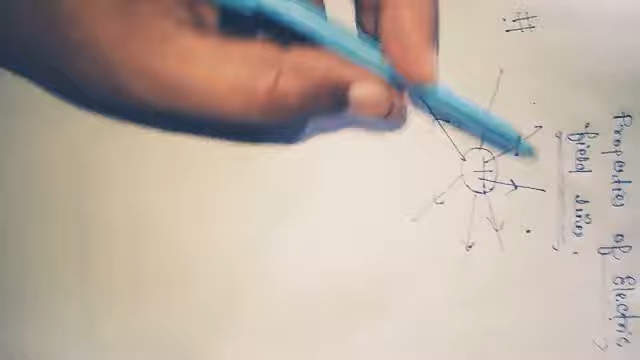 # Properties of Electric
field lines.
+